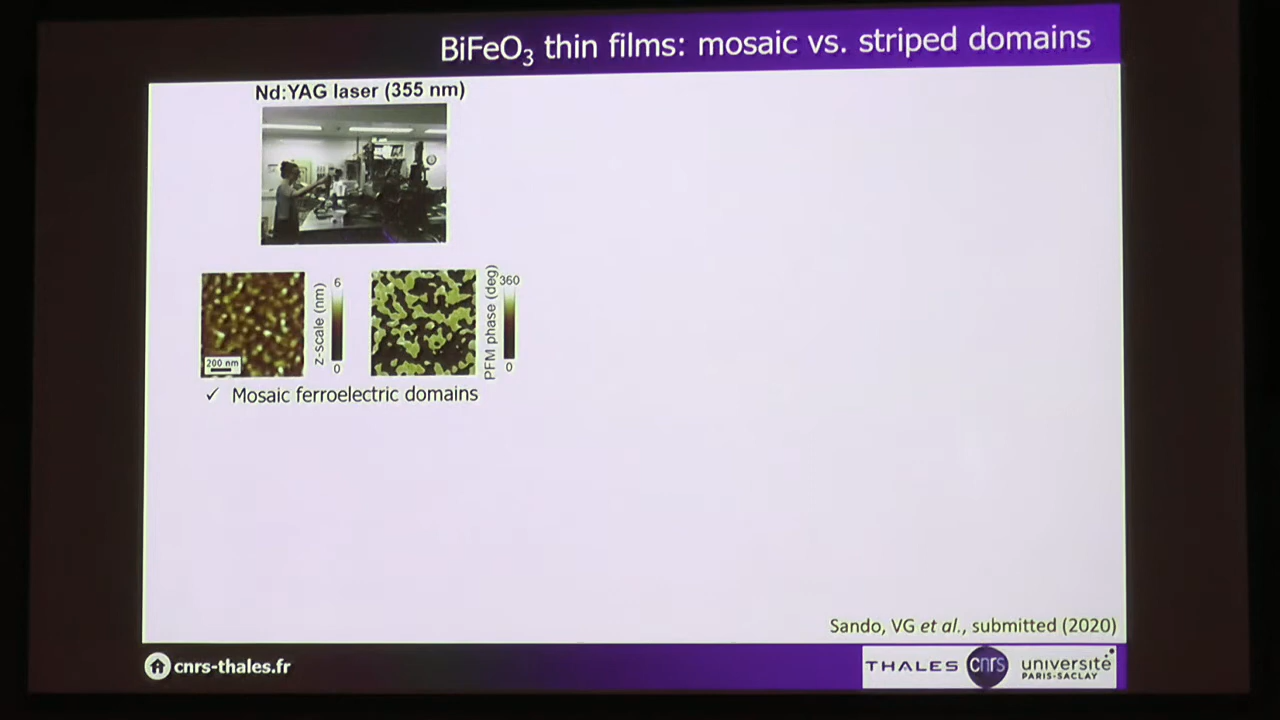 BiFeO3 thin films: mosaic vs. striped domains
Nd:YAG laser (355 nm)
z-scale (nm)
6
0
200 nm
PFM phase (deg)
360
0
✓ Mosaic ferroelectric domains
Sando, VG et al., submitted (2020)
cnrs-thales.fr
THALES
cnrs
université
PARIS-SACLAY